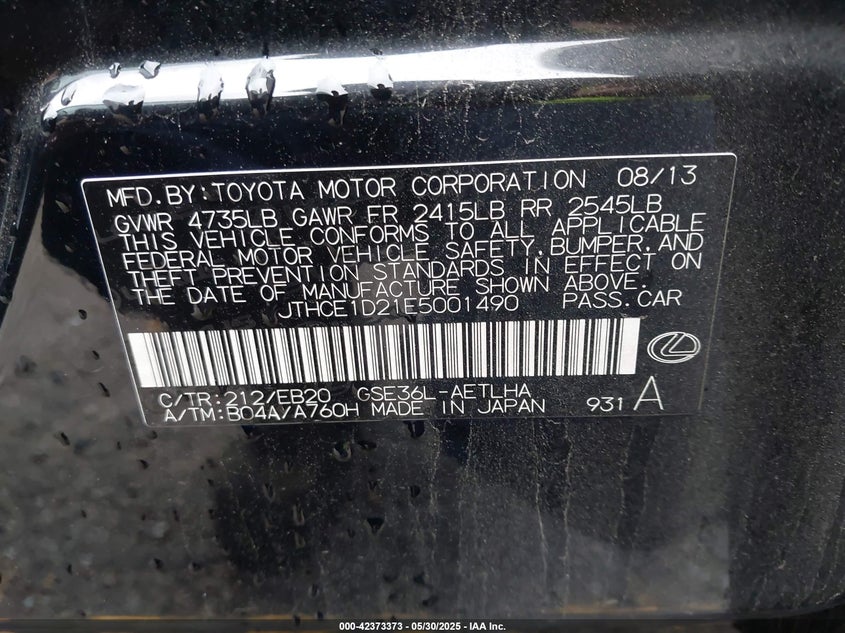 MFD.BY:TOYOTA MOTOR CORPORATION 08/13
GVWR 4735LB GAWR FR 2415LB RR 2545LB
THIS VEHICLE CONFORMS TO ALL APPLICABLE
FEDERAL MOTOR VEHICLE SAFETY,BUMPER,AND
THEFT PREVENTION STANDARDS IN EFFECT ON
THE DATE OF MANUFACTURE SHOWN ABOVE.
JTHCE1D21E5001490 PASS.CAR
C/TR:212/EB20 GSE36L-AETLHA
A/TM:B04A/A760H MADE IN JAPAN 931 A
000-42373373 - 05/30/2025 - IAA Inc.